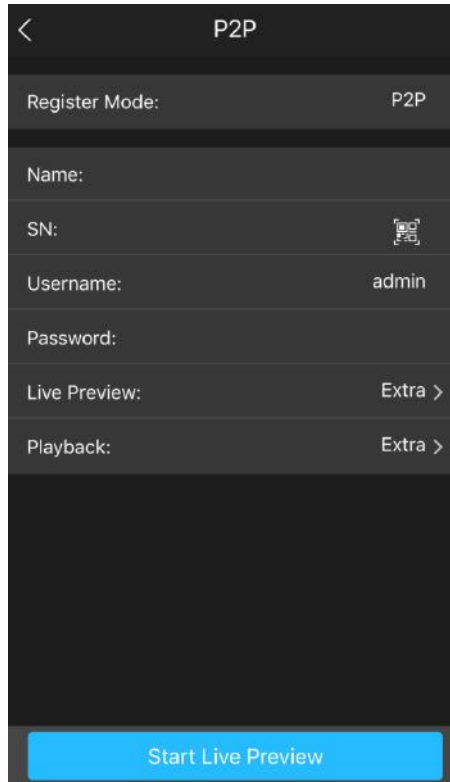 P2P
Register Mode: P2P
Name:
SN:
Username: admin
Password:
Live Preview: Extra >
Playback: Extra >
Start Live Preview